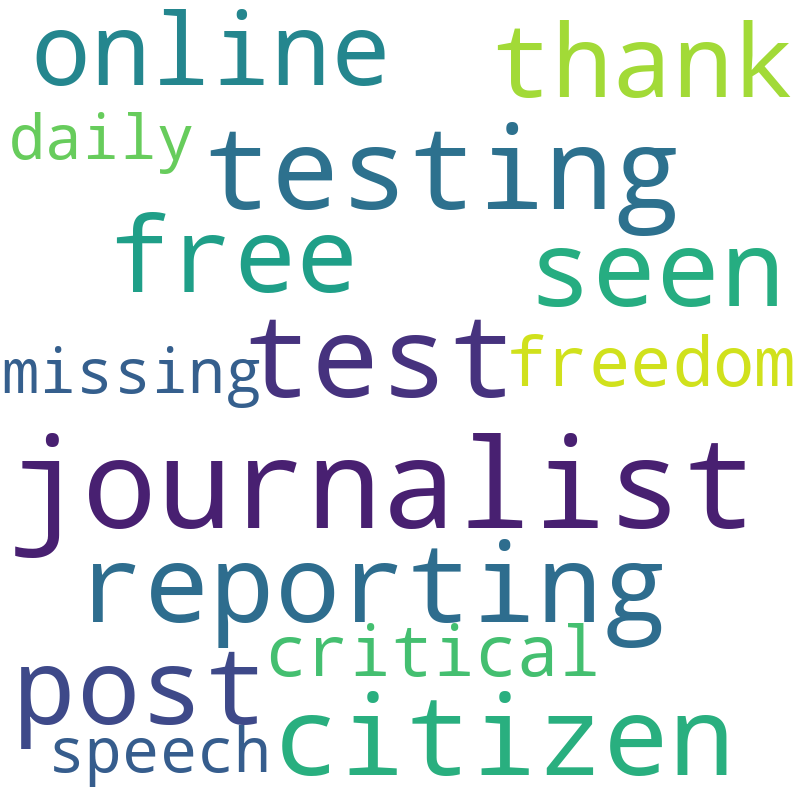 online thank
daily testing
free seen
missing test freedom
journalist
reporting
critical
post citizen
speech